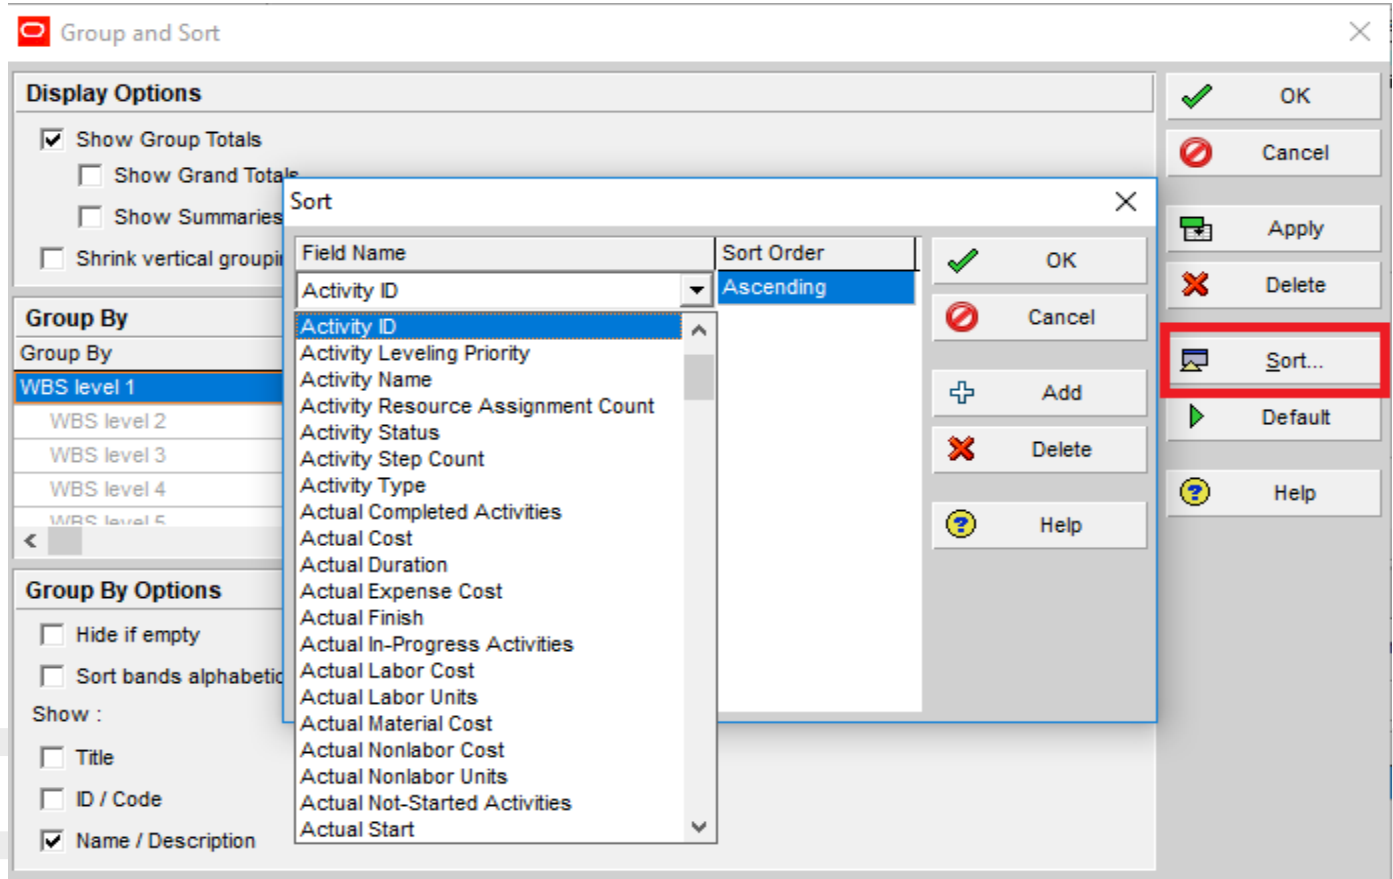 Group and Sort
Display Options
Show Group Totals
Show Grand Totals
Show Summaries
Shrink vertical groupi
Group By
Group By
WBS level 1
WBS level 2
WBS level 3
WBS level 4
WBS level 5
Group By Options
Hide if empty
Sort bands alphabetic
Show :
Title
ID / Code
Name / Description
Sort
Field Name Sort Order
Activity ID Ascending
Activity ID
Activity Leveling Priority
Activity Name
Activity Resource Assignment Count
Activity Status
Activity Step Count
Activity Type
Actual Completed Activities
Actual Cost
Actual Duration
Actual Expense Cost
Actual Finish
Actual In-Progress Activities
Actual Labor Cost
Actual Labor Units
Actual Material Cost
Actual Nonlabor Cost
Actual Nonlabor Units
Actual Not-Started Activities
Actual Start
OK
Cancel
Add
Delete
Help
OK
Cancel
Apply
Delete
Sort...
Default
Help